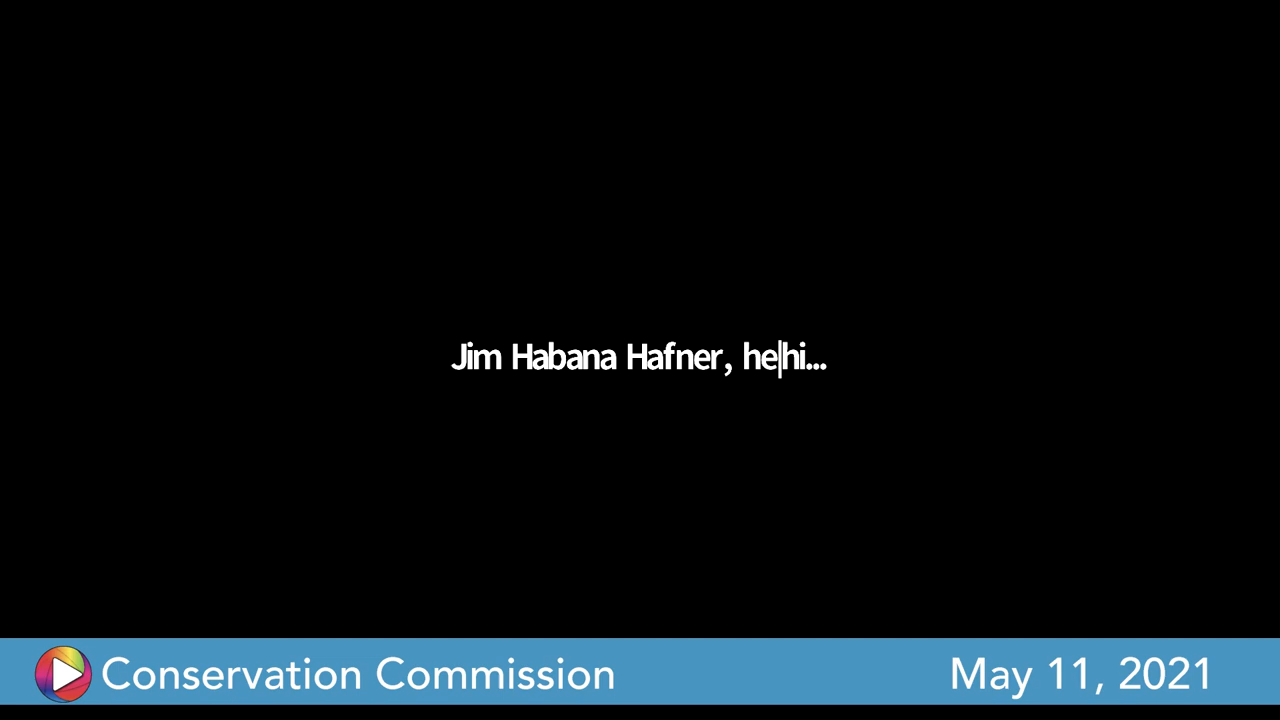 Jim Habana Hafner, he|hi...
Conservation Commission
May 11, 2021